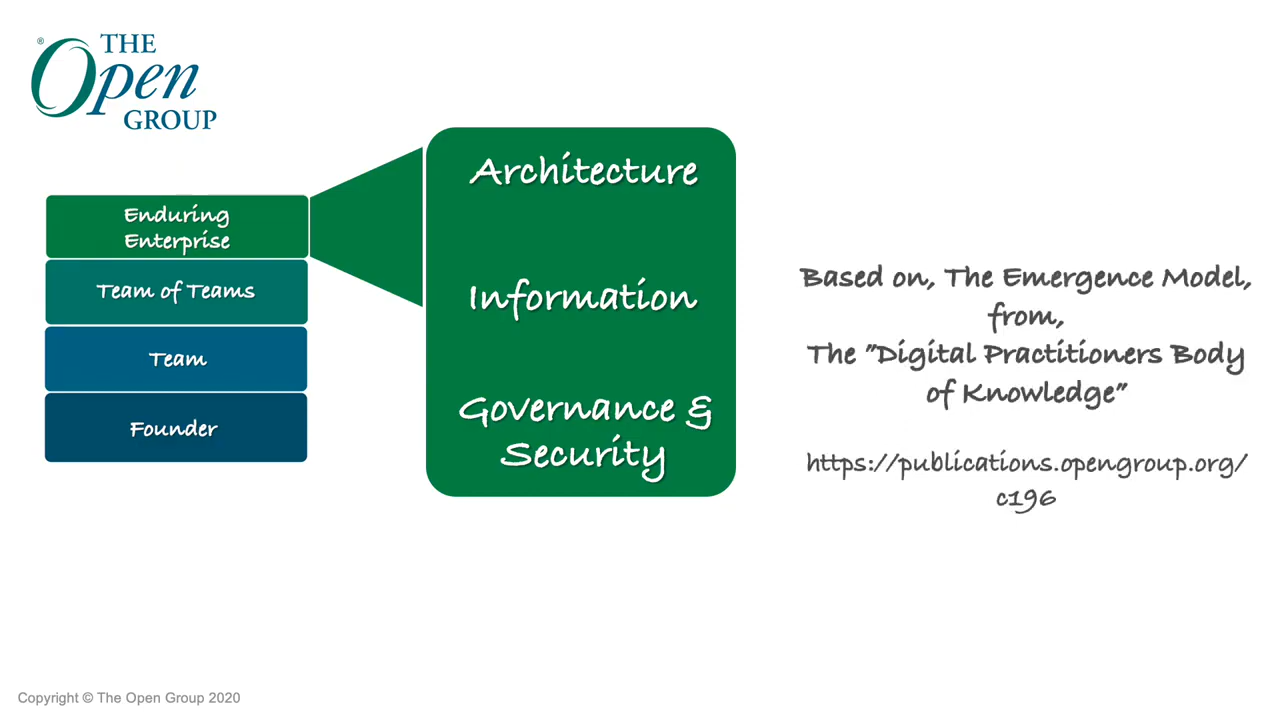 ®
THE
Open
GROUP
Enduring
Enterprise
Team of Teams
Team
Founder
Architecture
Information
Governance &
Security
Based on, The Emergence Model,
from,
The "Digital Practitioners Body
of Knowledge"
https://publications.opengroup.org/
c196
Copyright © The Open Group 2020